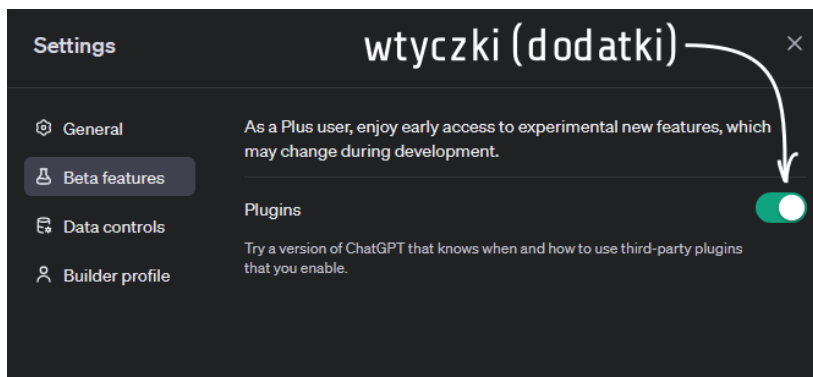 Settings
wtyczki (dodatki)
General
Beta features
Data controls
Builder profile
As a Plus user, enjoy early access to experimental new features, which
may change during development.
Plugins
Try a version of ChatGPT that knows when and how to use third-party plugins
that you enable.